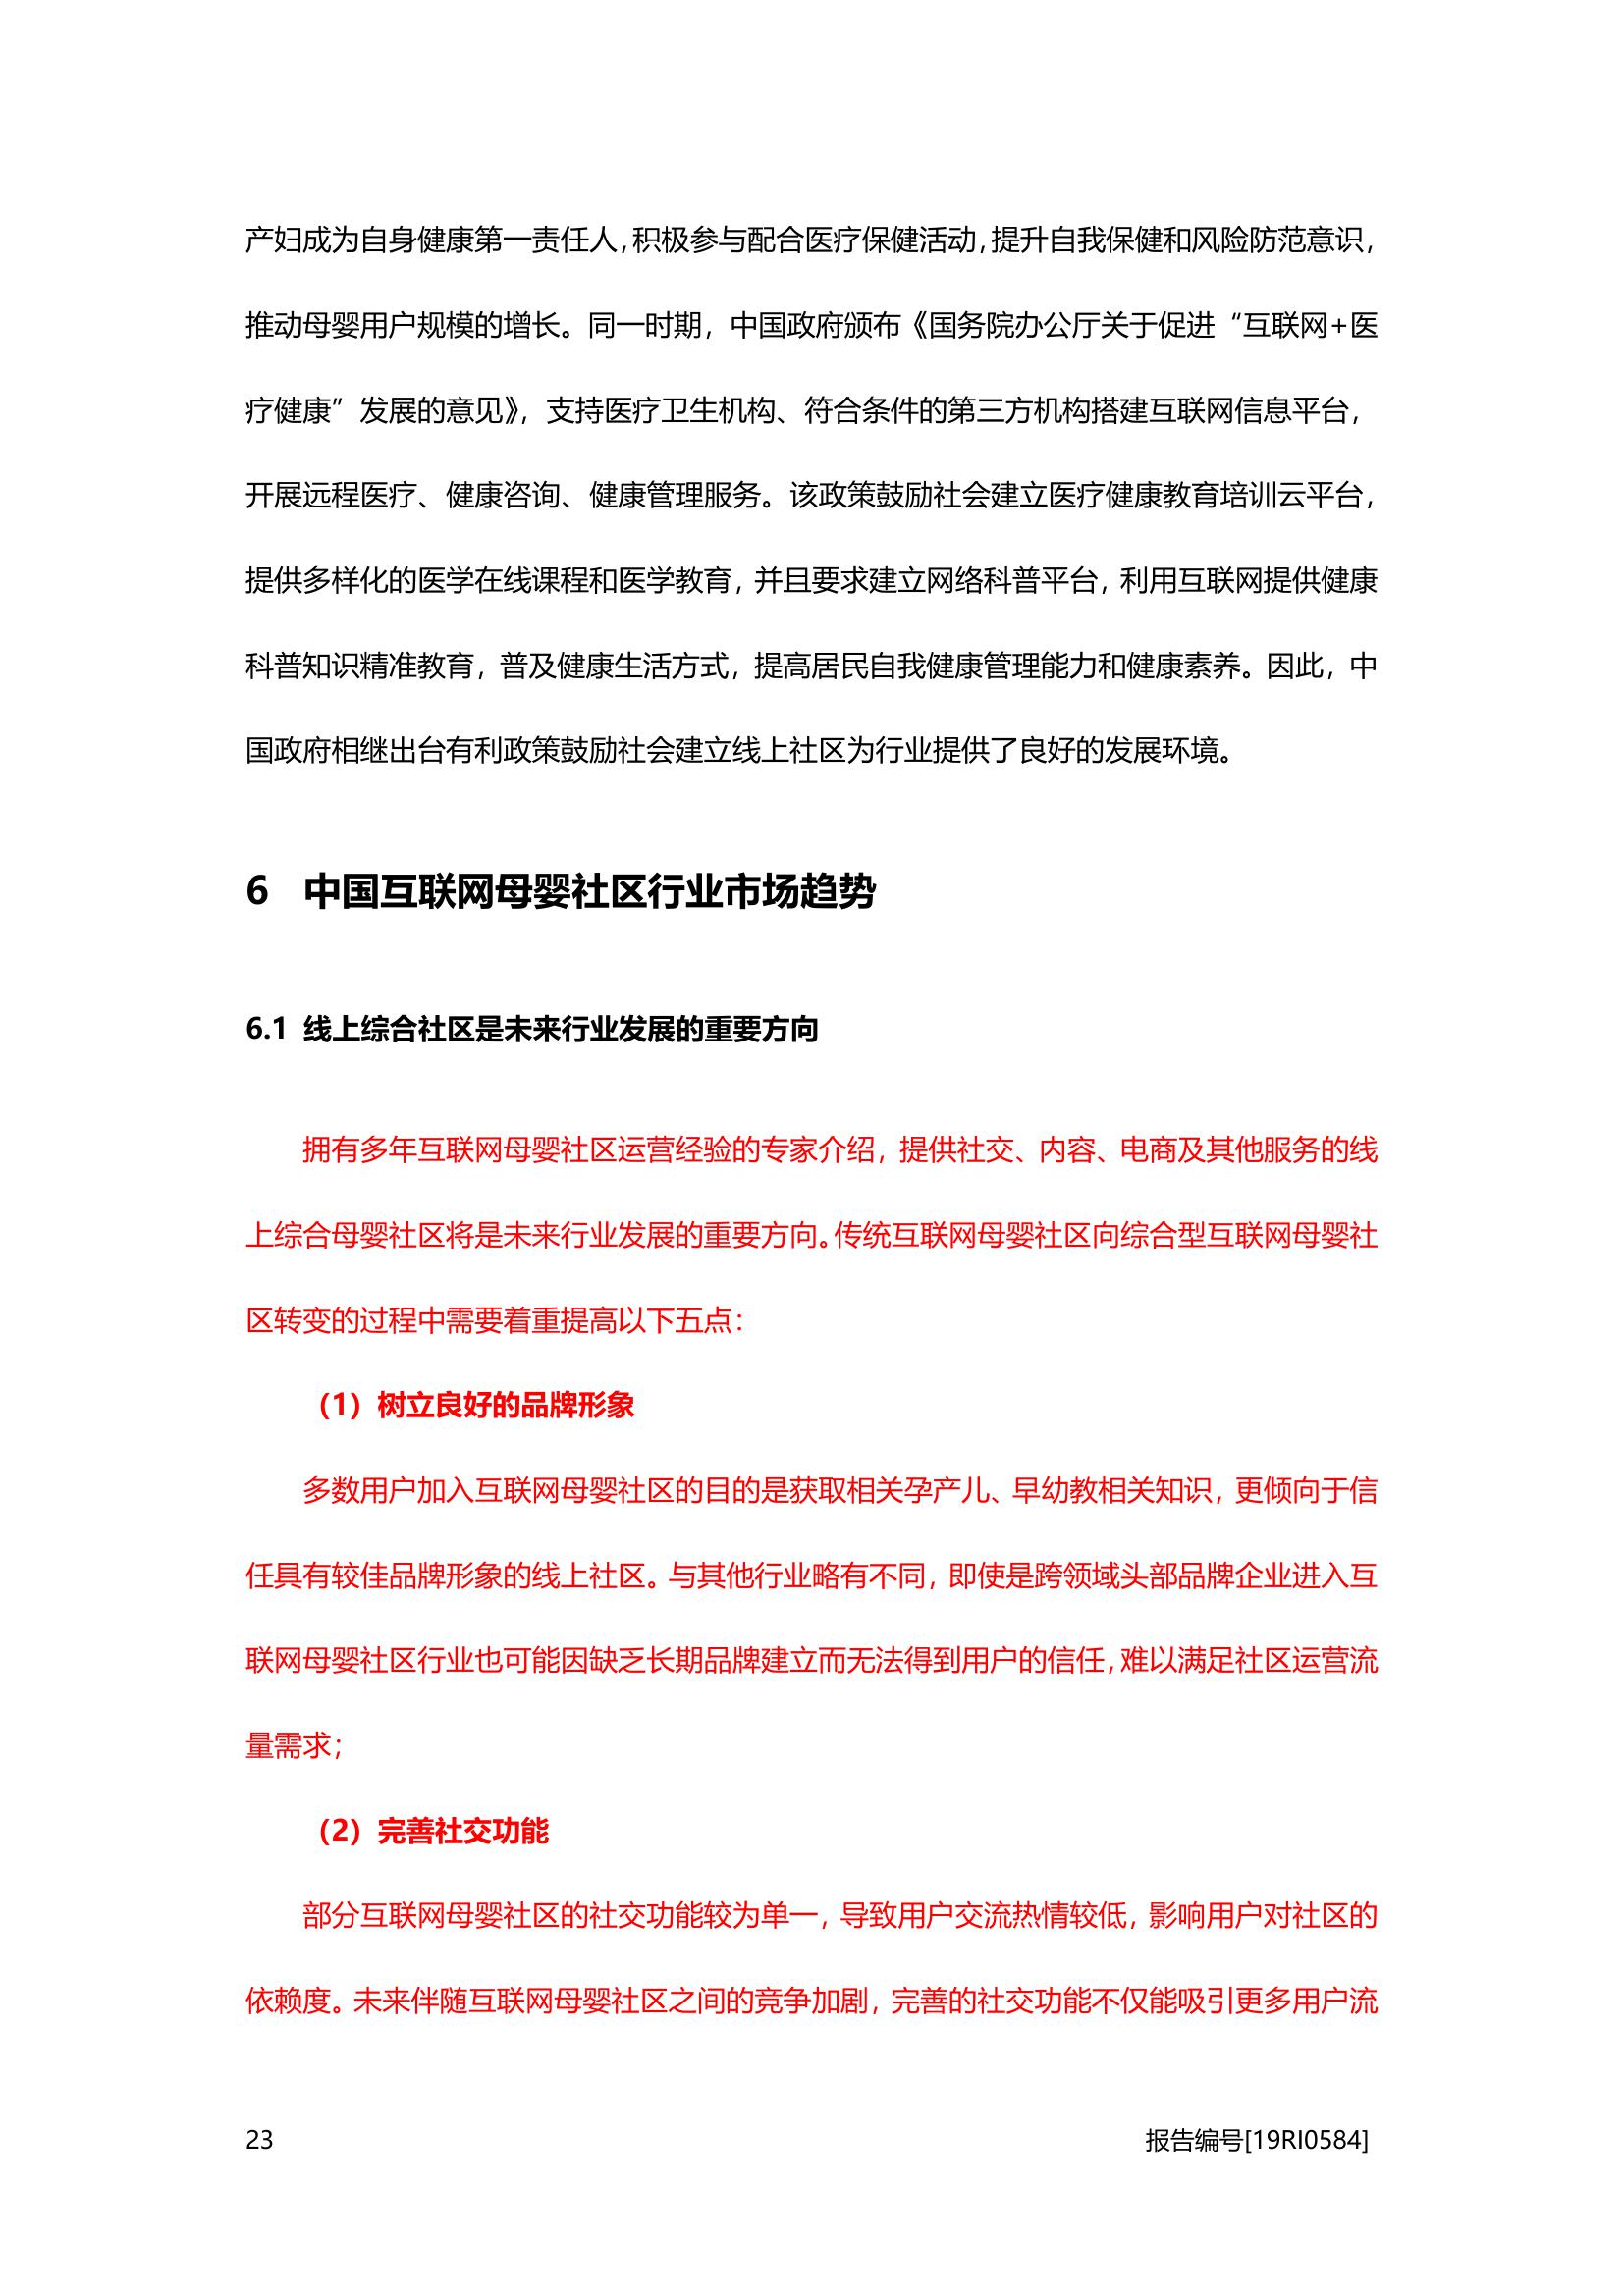 产妇成为自身健康第一责任人，积极参与配合医疗保健活动，提升自我保健和风险防范意识，
推动母婴用户规模的增长。同一时期，中国政府颁布《国务院办公厅关于促进“互联网+医
疗健康”发展的意见》，支持医疗卫生机构、符合条件的第三方机构搭建互联网信息平台，
开展远程医疗、健康咨询、健康管理服务。该政策鼓励社会建立医疗健康教育培训云平台，
提供多样化的医学在线课程和医学教育，并且要求建立网络科普平台，利用互联网提供健康
科普知识精准教育，普及健康生活方式，提高居民自我健康管理能力和健康素养。因此，中
国政府相继出台有利政策鼓励社会建立线上社区为行业提供了良好的发展环境。
6 中国互联网母婴社区行业市场趋势
6.1 线上综合社区是未来行业发展的重要方向
拥有多年互联网母婴社区运营经验的专家介绍，提供社交、内容、电商及其他服务的线
上综合母婴社区将是未来行业发展的重要方向。传统互联网母婴社区向综合型互联网母婴社
区转变的过程中需要着重提高以下五点：
（1）树立良好的品牌形象
多数用户加入互联网母婴社区的目的是获取相关孕产儿、早幼教相关知识，更倾向于信
任具有较佳品牌形象的线上社区。与其他行业略有不同，即使是跨领域头部品牌企业进入互
联网母婴社区行业也可能因缺乏长期品牌建立而无法得到用户的信任，难以满足社区运营流
量需求；
（2）完善社交功能
部分互联网母婴社区的社交功能较为单一，导致用户交流热情较低，影响用户对社区的
依赖度。未来伴随互联网母婴社区之间的竞争加剧，完善的社交功能不仅能吸引更多用户流
23
报告编号[19RI0584]